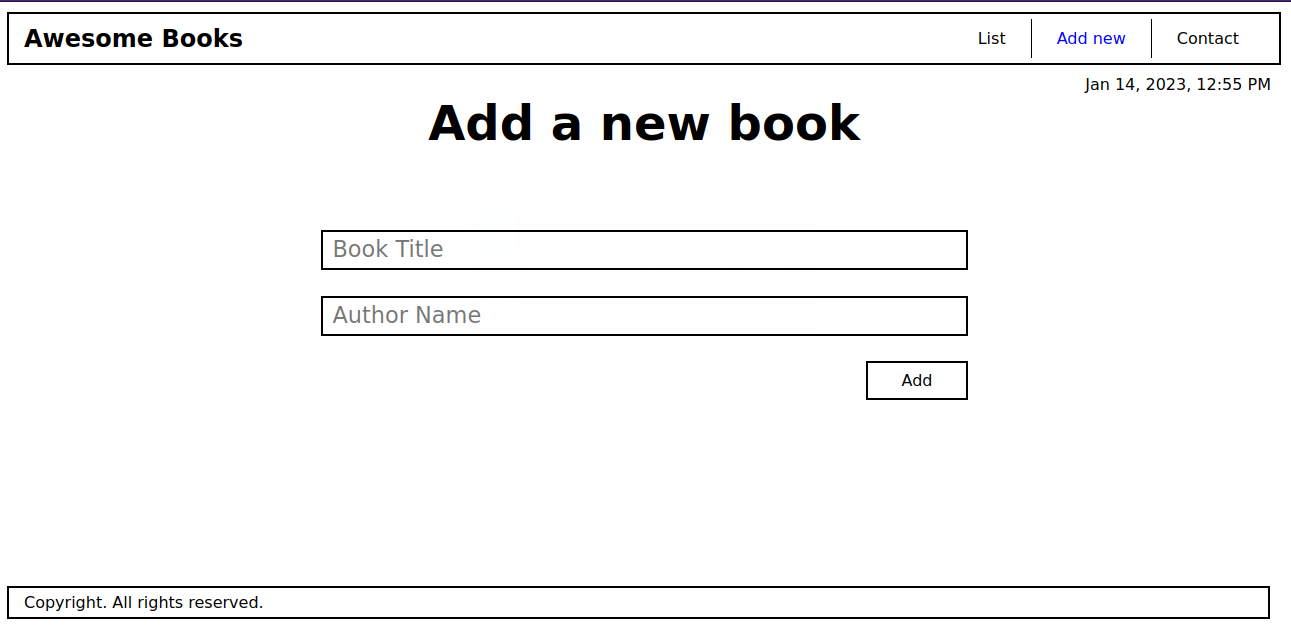 Awesome Books
List
Add new
Contact
Jan 14, 2023, 12:55 PM
Add a new book
Book Title
Author Name
Add
Copyright. All rights reserved.